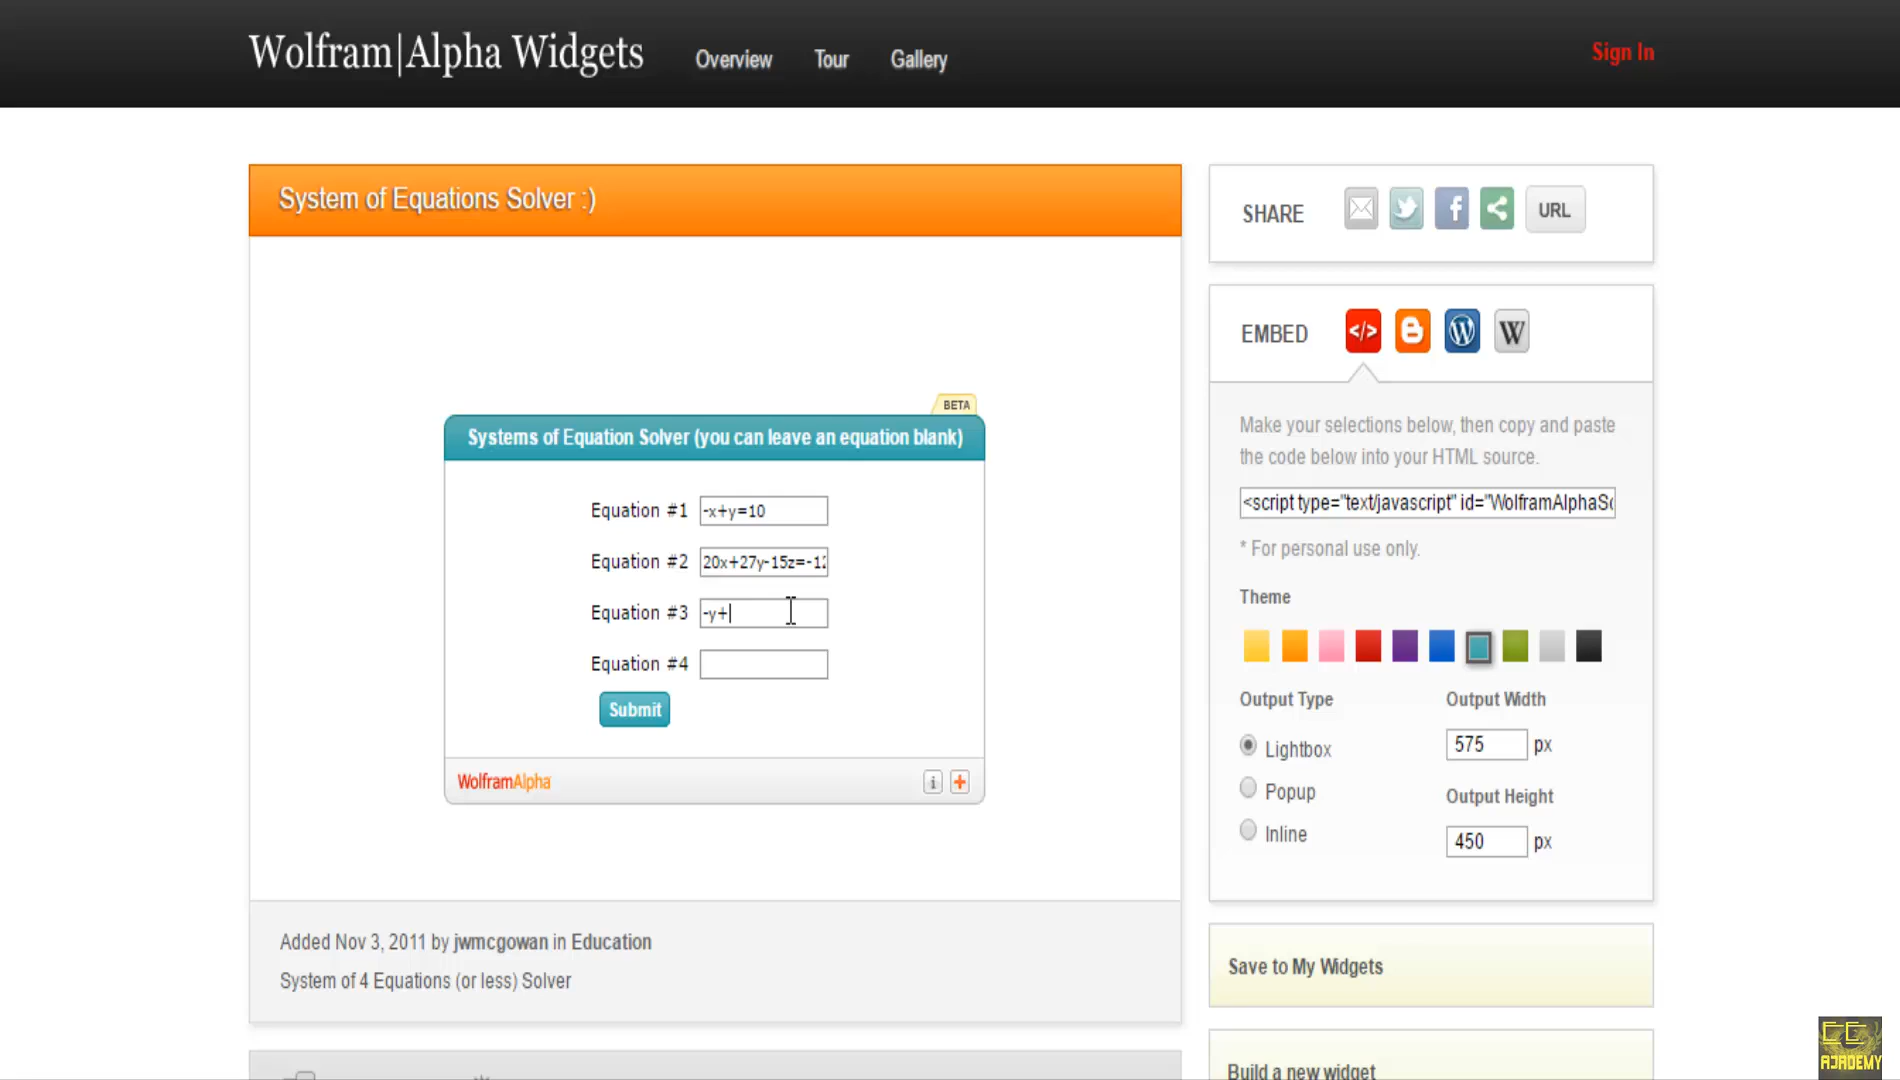 Wolfram|Alpha Widgets Overview Tour Gallery Sign In
System of Equations Solver :)
BETA
Systems of Equation Solver (you can leave an equation blank)
Equation #1 -x+y=10
Equation #2 20x+27y-15z=-12
Equation #3 -y+
Equation #4
Submit
WolframAlpha
Added Nov 3, 2011 by jwmcgowan in Education
System of 4 Equations (or less) Solver
SHARE URL
EMBED
Make your selections below, then copy and paste
the code below into your HTML source.
<script type="text/javascript" id="WolframAlphaSc
* For personal use only.
Theme
Output Type Output Width
Lightbox 575 px
Popup Output Height
Inline 450 px
Save to My Widgets
Build a new widget
EE
AJADEMY